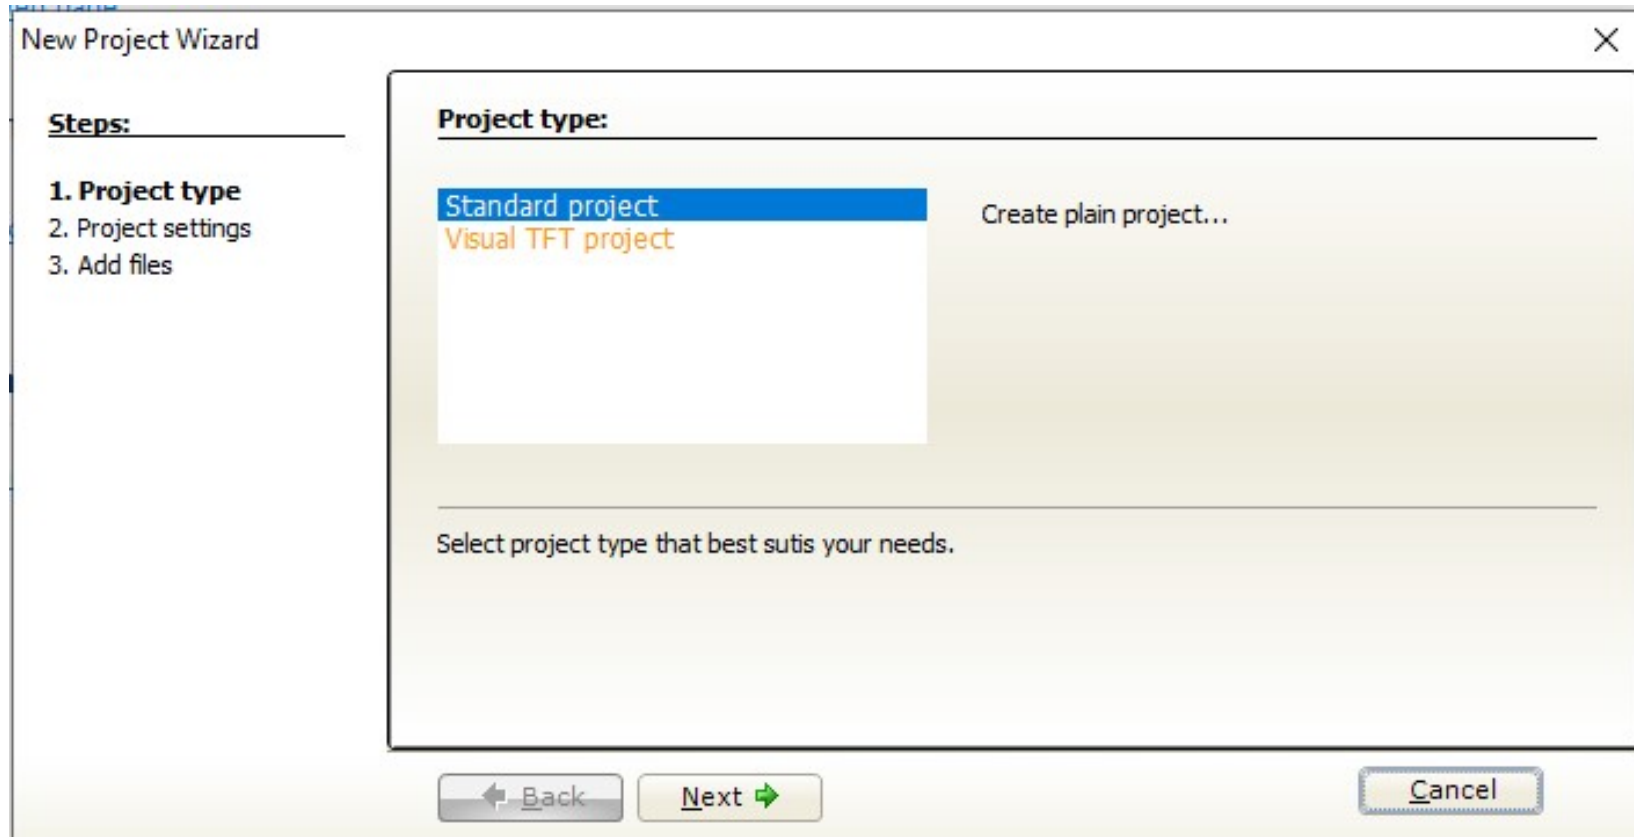 New Project Wizard
Steps:
1. Project type
2. Project settings
3. Add files
Project type:
Standard project
Visual TFT project
Create plain project...
Select project type that best sutis your needs.
Back
Next
Cancel